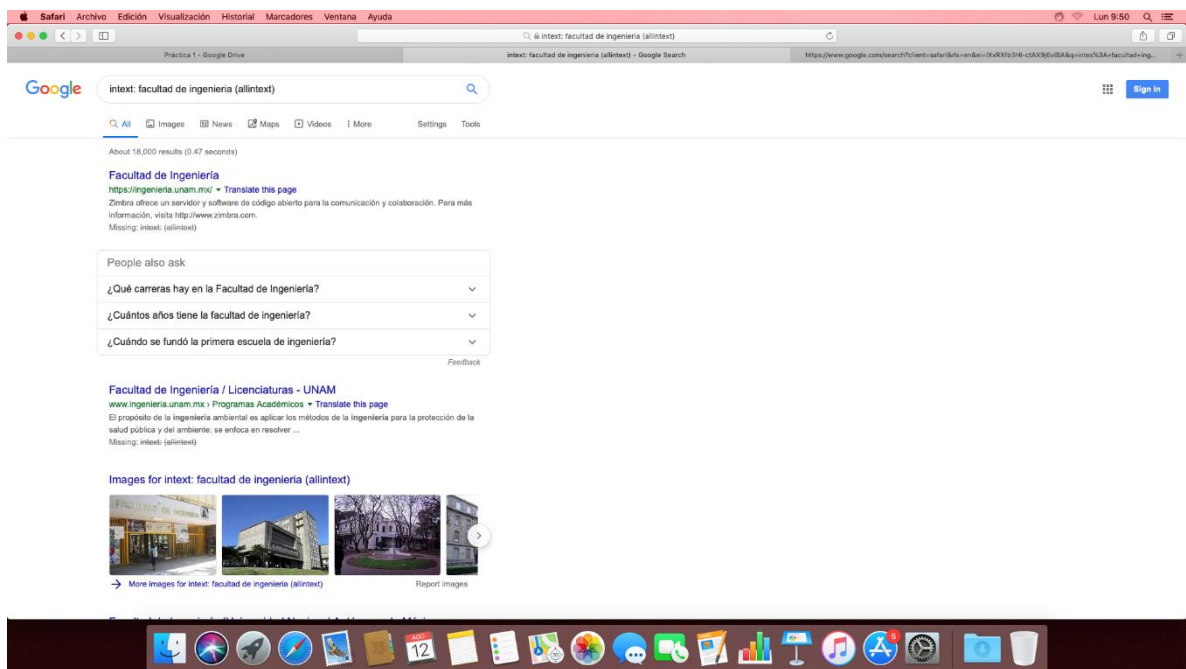 Safari Archivo Edición Visualización Historial Marcadores Ventana Ayuda
Lun 9:50
intext: facultad de ingenieria (allintext)
Práctica 1 - Google Drive
intext: facultad de ingenieria (allintext) - Google Search
Google
intext: facultad de ingenieria (allintext)
Sign in
All Images News Maps Videos More Settings Tools
About 18,000 results (0.47 seconds)
Facultad de Ingeniería
https://ingenieria.unam.mx/ Translate this page
Zimbra ofrece un servidor y software de código abierto para la comunicación y colaboración. Para más
información, visita http://www.zimbra.com.
Missing: intext: (allintext)
People also ask
¿Qué carreras hay en la Facultad de Ingeniería?
¿Cuántos años tiene la facultad de ingeniería?
¿Cuándo se fundó la primera escuela de ingeniería?
Feedback
Facultad de Ingeniería / Licenciaturas - UNAM
www.ingenieria.unam.mx › Programas Académicos Translate this page
El propósito de la ingeniería ambiental es aplicar los métodos de la ingeniería para la protección de la
salud pública y del ambiente; se enfoca en resolver ...
Missing: intext: (allintext)
Images for intext: facultad de ingenieria (allintext)
More images for intext: facultad de ingenieria (allintext)
Report images
AGO
12
5